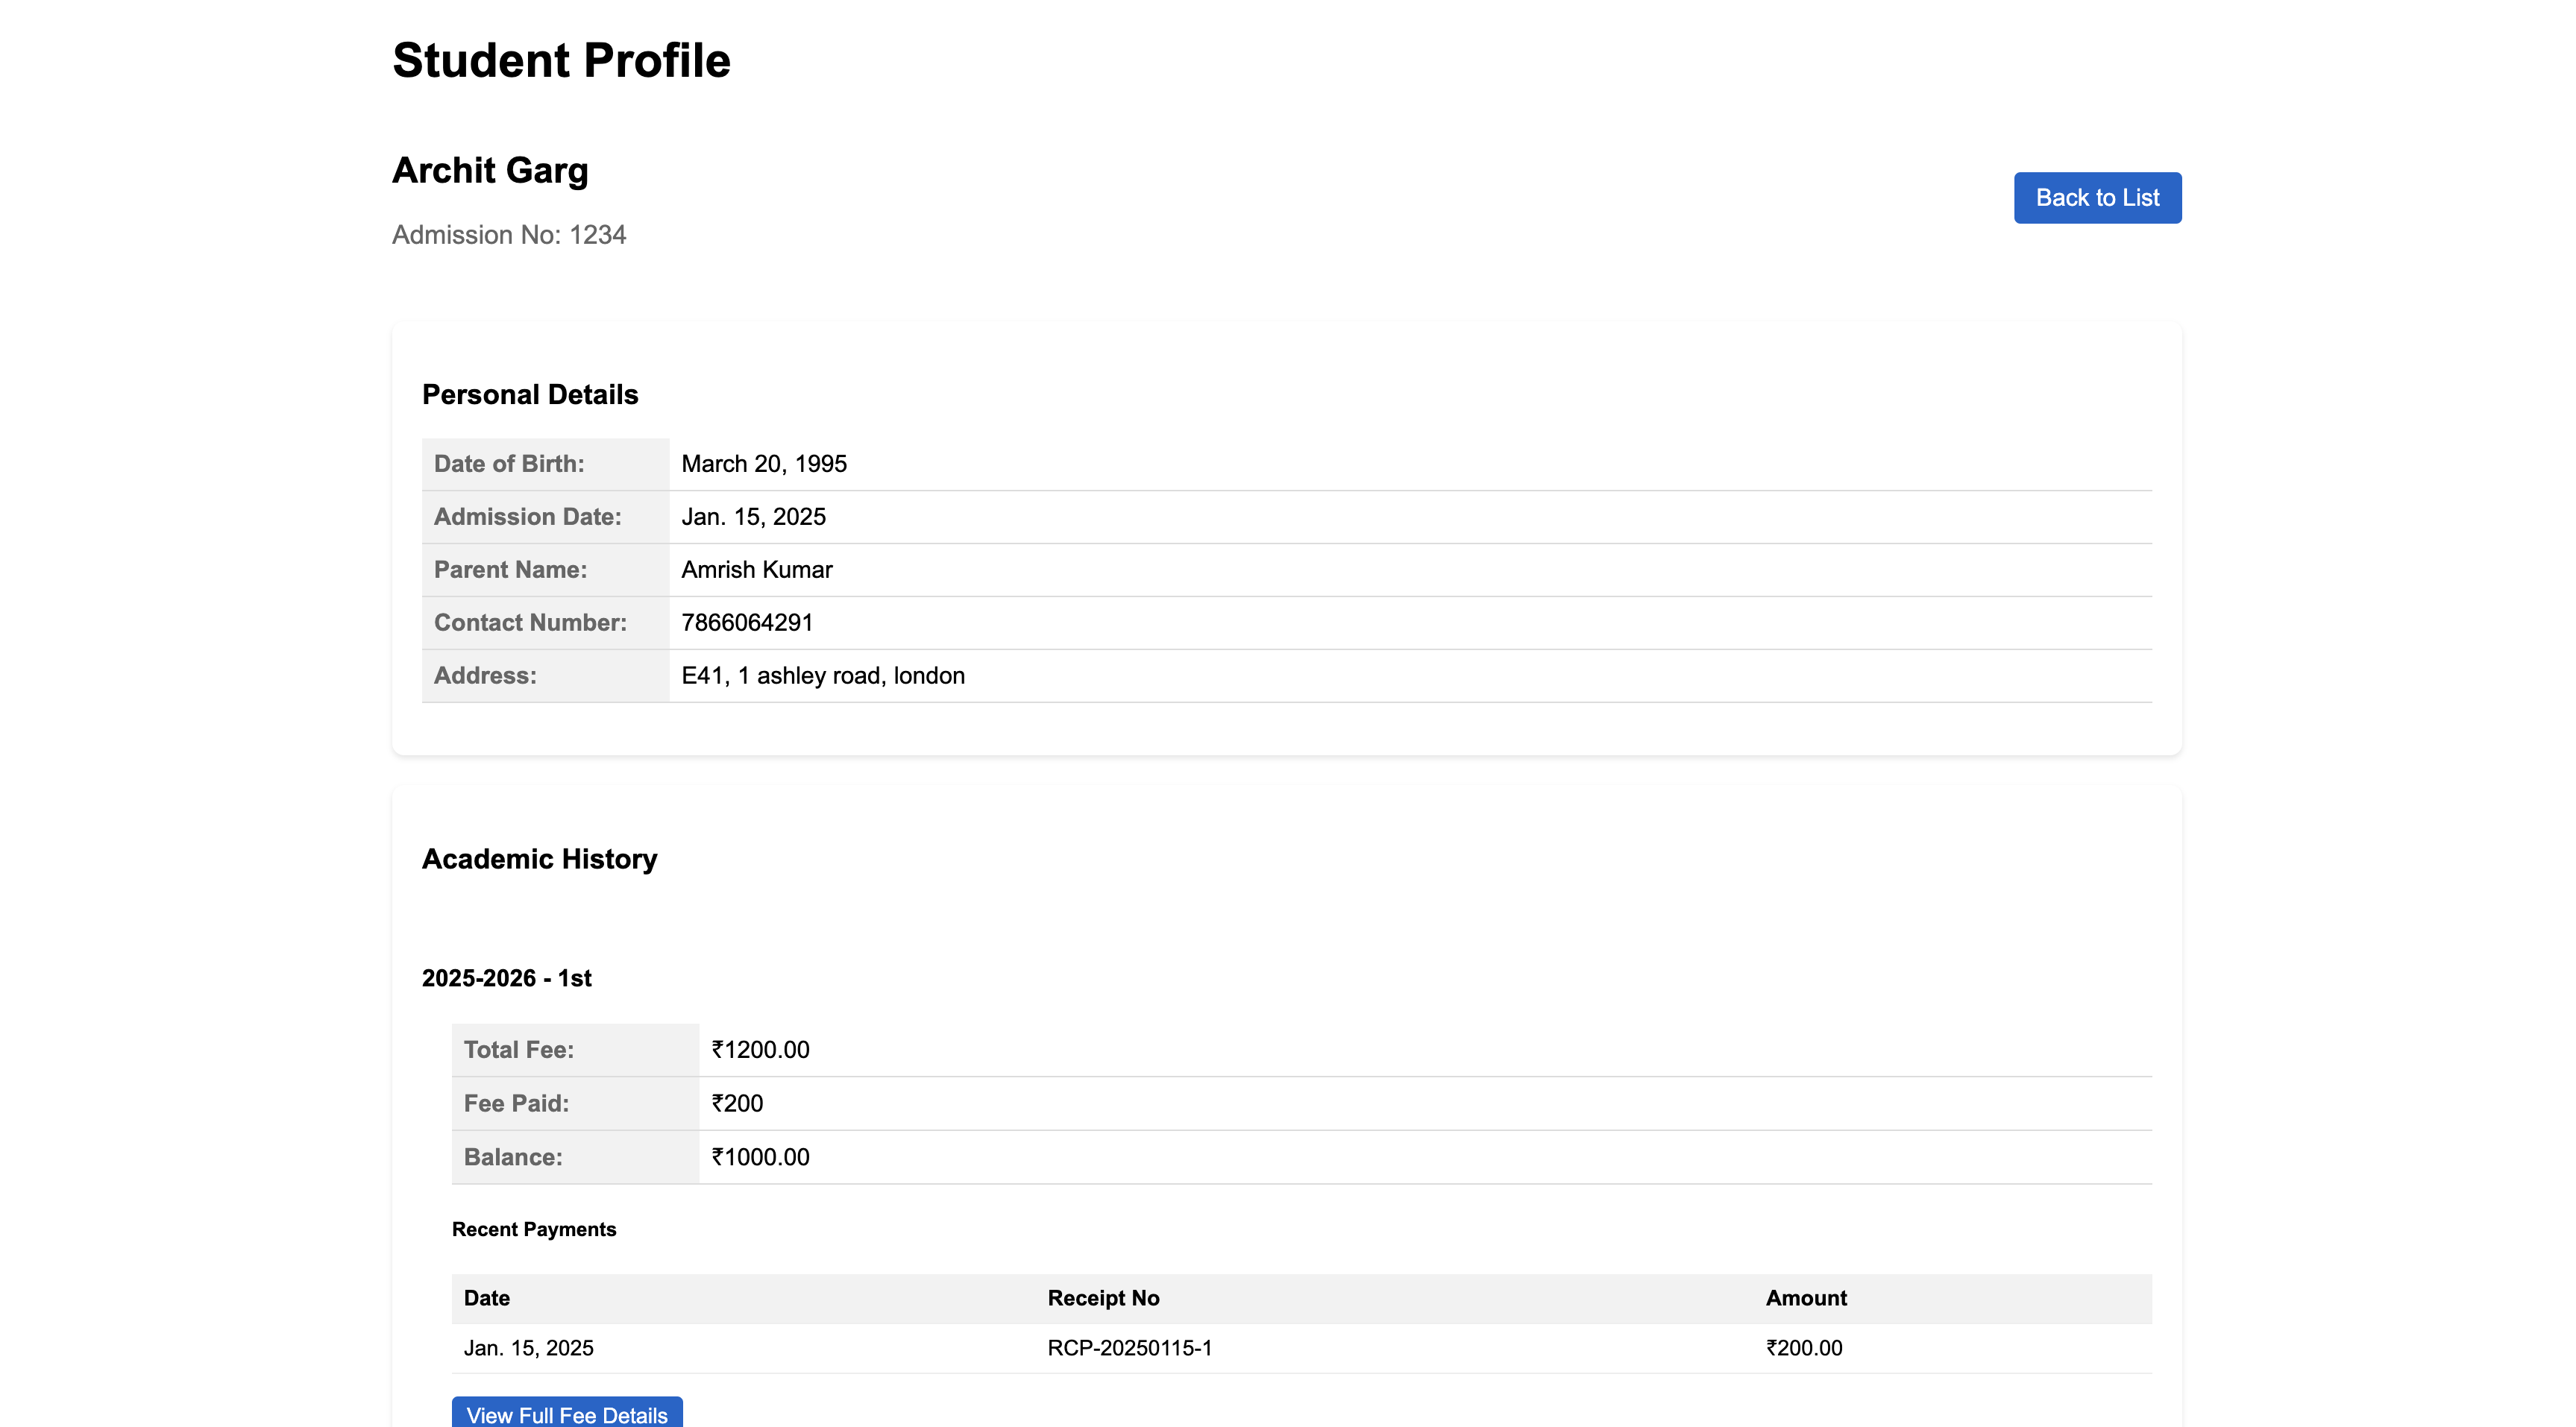 Student Profile
Archit Garg
Back to List
Admission No: 1234
Personal Details
Date of Birth: March 20, 1995
Admission Date: Jan. 15, 2025
Parent Name: Amrish Kumar
Contact Number: 7866064291
Address: E41, 1 ashley road, london
Academic History
2025-2026 - 1st
Total Fee: ₹1200.00
Fee Paid: ₹200
Balance: ₹1000.00
Recent Payments
Date Receipt No Amount
Jan. 15, 2025 RCP-20250115-1 ₹200.00
View Full Fee Details